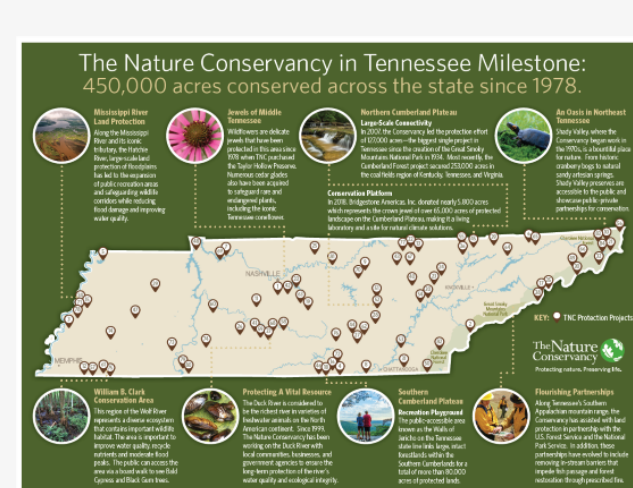 The Nature Conservancy in Tennessee Milestone:
450,000 acres conserved across the state since 1978.
Mississippi River
Land Protection
Along the Mississippi
River and its iconic
tributary, the Hatchie
River, large-scale land
protection of floodplains
has led to the expansion
of public recreation areas
and safeguarding wildlife
corridors while reducing
flood damage and improving
water quality.
Jewels of Middle
Tennessee
Wildflowers are delicate
jewels that have been
protected in this area since
1978 when TNC purchased
the Taylor Hollow Preserve.
Numerous cedar glades
also have been acquired
to safeguard rare and
endangered plants,
including the iconic
Tennessee coneflower.
Northern Cumberland Plateau
Large-Scale Connectivity
In 2007, the Conservancy led the protection effort
of 127,000 acres—the biggest single project in
Tennessee since the creation of the Great Smoky
Mountains National Park in 1934. Most recently, the
Cumberland Forest project secured 253,000 acres in
the coal fields region of Kentucky, Tennessee, and Virginia.
Conservation Platform
In 2018, Bridgestone Americas, Inc. donated nearly 5,800 acres
which represents the crown jewel of over 65,000 acres of protected
landscape on the Cumberland Plateau, making it a living
laboratory and a site for natural climate solutions.
An Oasis in Northeast
Tennessee
Shady Valley, where the
Conservancy began work in
the 1970s, is a bountiful place
for nature. From historic
cranberry bogs to natural
sandy artesian springs.
Shady Valley preserves are
accessible to the public and
showcase public-private
partnerships for conservation.
NASHVILLE
KNOXVILLE
Great Smoky
Mountains
National Park
MEMPHIS
CHATTANOOGA
Cherokee
National
Forest
KEY: TNC Protection Projects
The Nature
Conservancy
Protecting nature. Preserving life.
William B. Clark
Conservation Area
This region of the Wolf River
represents a diverse ecosystem
that contains important wildlife
habitat. The area is important to
improve water quality, recycle
nutrients and moderate flood
peaks. The public can access the
area via a board walk to see Bald
Cypress and Black Gum trees.
Protecting A Vital Resource
The Duck River is considered to
be the richest river in varieties of
freshwater animals on the North
American continent. Since 1999,
The Nature Conservancy has been
working on the Duck River with
local communities, businesses, and
government agencies to ensure the
long-term protection of the river's
water quality and ecological integrity.
Southern
Cumberland Plateau
Recreation Playground
The public-accessible area
known as the Walls of
Jericho on the Tennessee
state line links large, intact
forestlands within the
Southern Cumberlands for a
total of more than 80,000
acres of protected lands.
Flourishing Partnerships
Along Tennessee's Southern
Appalachian mountain range, the
Conservancy has assisted with land
protection in partnership with the
U.S. Forest Service and the National
Park Service. In addition, these
partnerships have evolved to include
removing in-stream barriers that
impede fish passage and forest
restoration through prescribed fire.